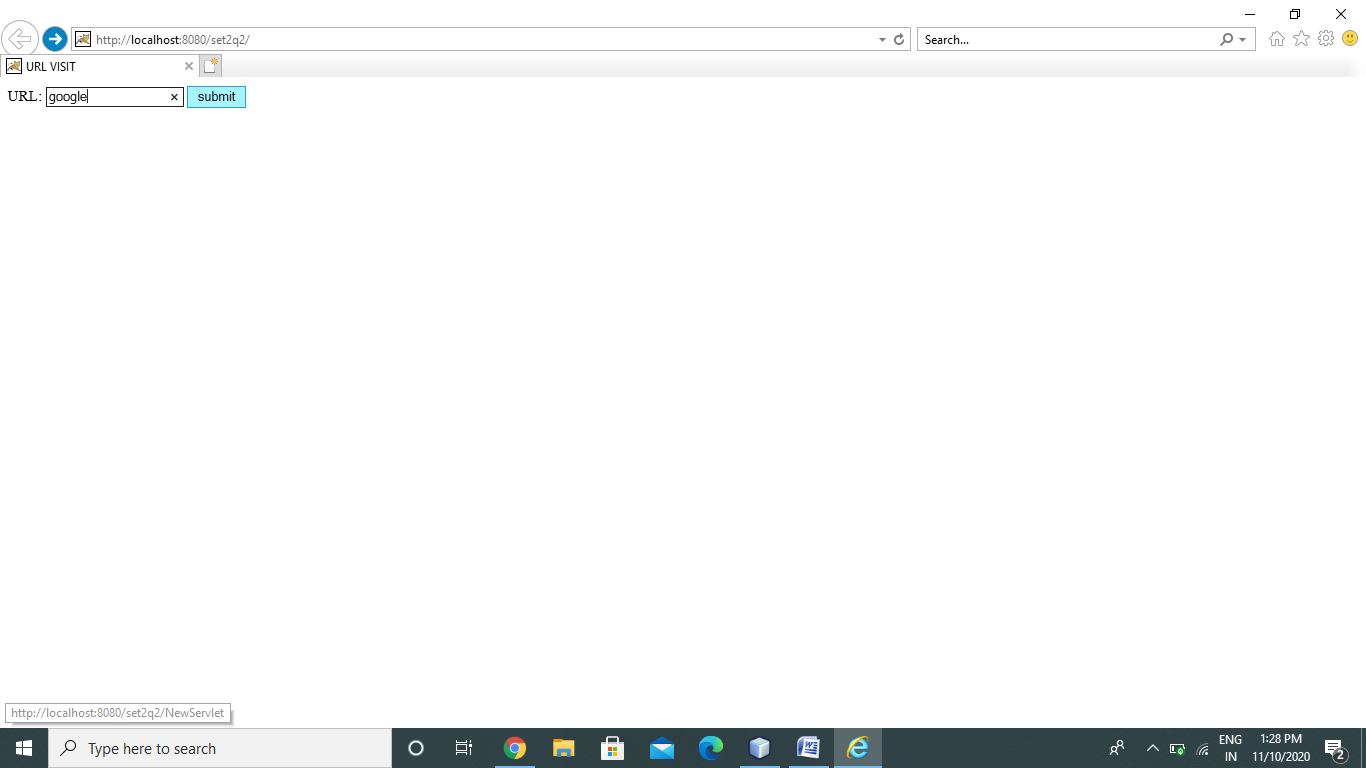 http://localhost:8080/set2q2/
Search...
URL VISIT
URL: google submit
http://localhost:8080/set2q2/NewServlet
Type here to search
ENG
IN
1:28 PM
11/10/2020
2